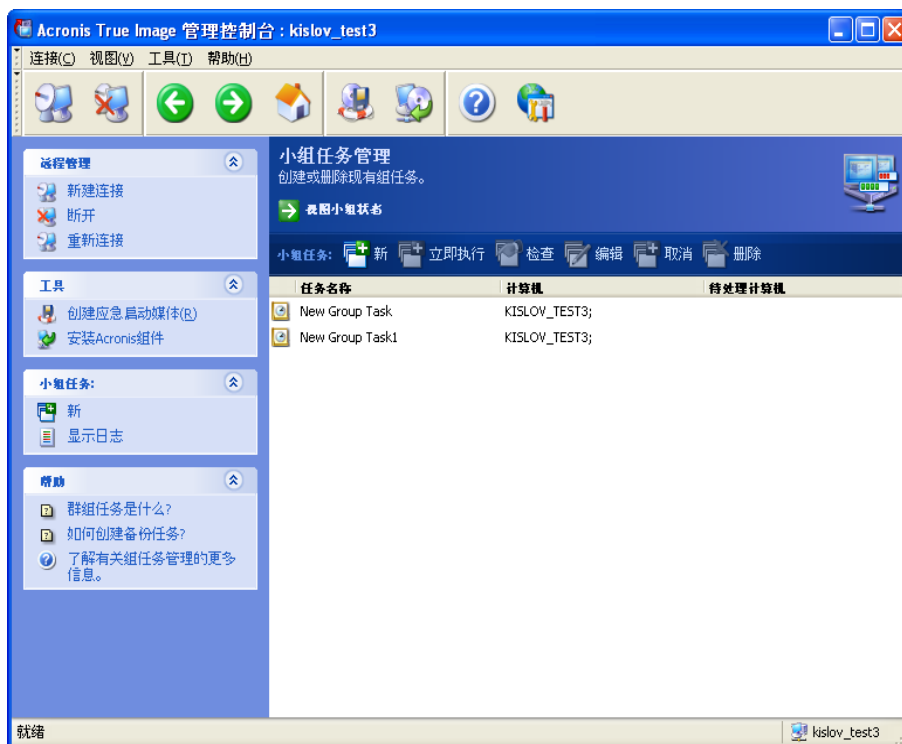 Acronis True Image 管理控制台 : kislov_test3
连接(C) 视图(V) 工具(T) 帮助(H)
远程管理
新建连接
断开
重新连接
工具
创建应急启动媒体(R)
安装Acronis组件
小组任务:
新
显示日志
帮助
群组任务是什么?
如何创建备份任务?
了解有关组任务管理的更多
信息。
小组任务管理
创建或删除现有组任务。
小组任务: 新 立即执行 检查 编辑 取消 删除
任务名称 计算机 待处理计算机
New Group Task KISLOV_TEST3;
New Group Task1 KISLOV_TEST3;
就绪 kislov_test3